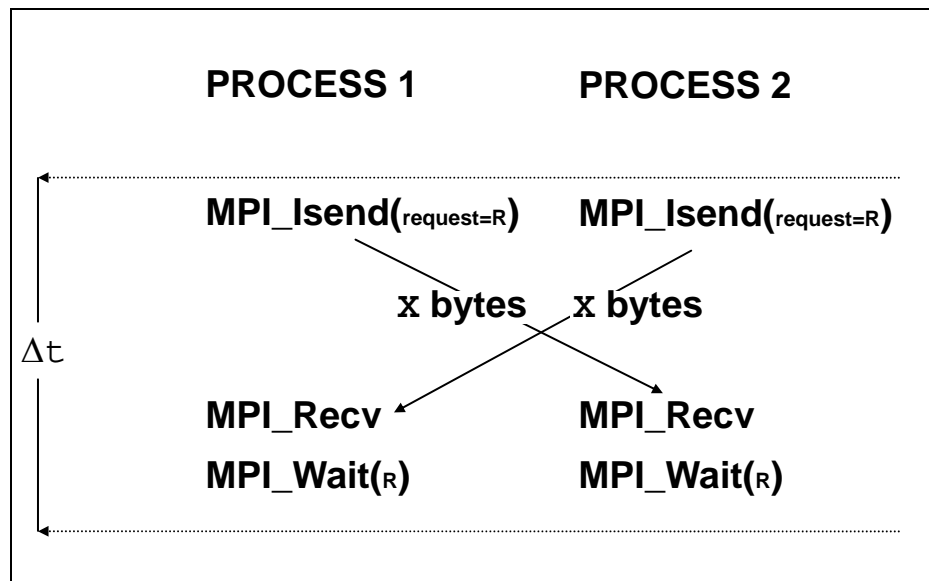 PROCESS 1 PROCESS 2
MPI_Isend(request=R) MPI_Isend(request=R)
x bytes x bytes
Δt
MPI_Recv MPI_Recv
MPI_Wait(R) MPI_Wait(R)